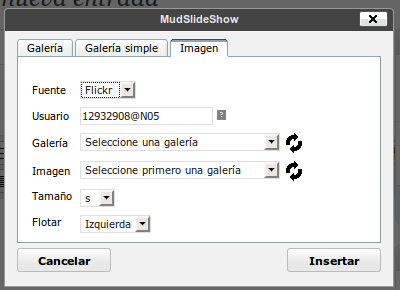 nueva entrada
MudSlideShow
Galería Galería simple Imagen
Fuente Flickr
Usuario 12932908@N05 ?
Galería Seleccione una galería
Imagen Seleccione primero una galería
Tamaño s
Flotar Izquierda
Cancelar Insertar